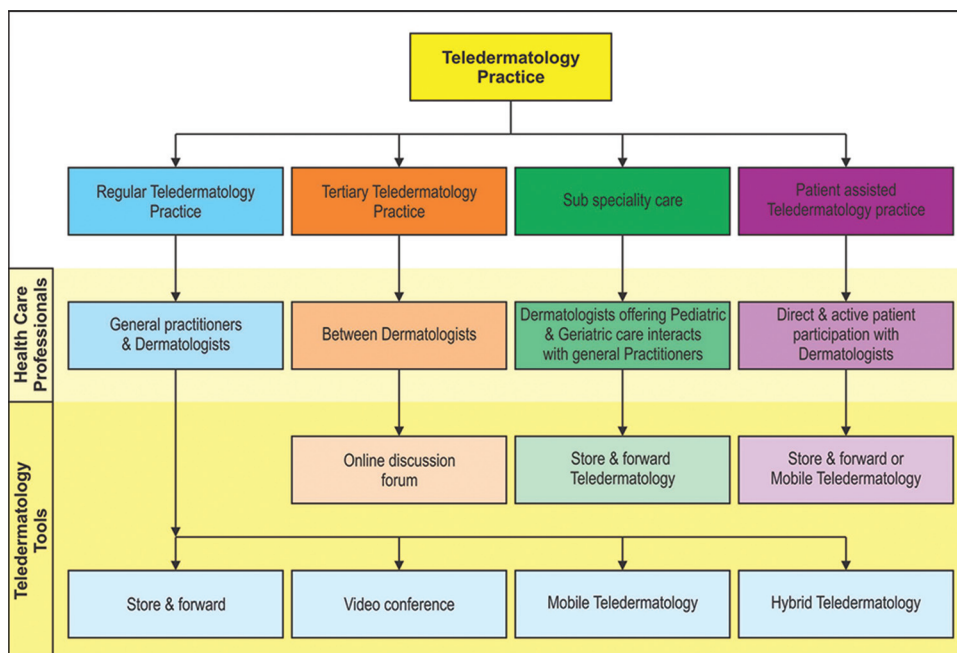 Teledermatology
Practice
Regular Teledermatology
Practice
Tertiary Teledermatology
Practice
Sub speciality care
Patient assisted
Teledermatology practice
Health Care
Professionals
General practitioners
& Dermatologists
Between Dermatologists
Dermatologists offering Pediatric
& Geriatric care interacts
with general Practitioners
Direct & active patient
participation with
Dermatologists
Teledermatology
Tools
Online discussion
forum
Store & forward
Teledermatology
Store & forward or
Mobile Teledermatology
Store & forward
Video conference
Mobile Teledermatology
Hybrid Teledermatology